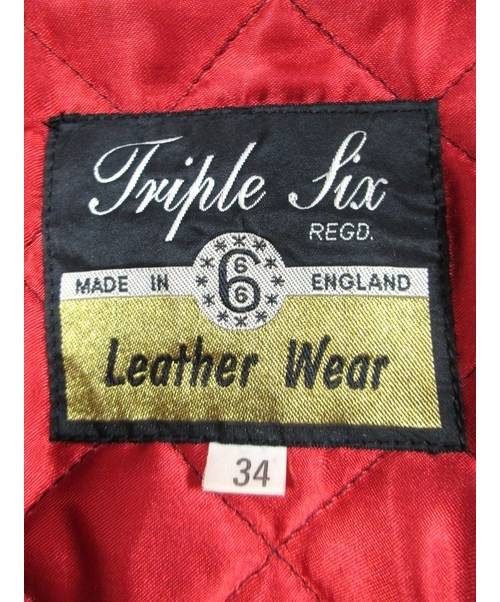 Triple Six
REGD.
MADE IN 666 ENGLAND
Leather Wear
34